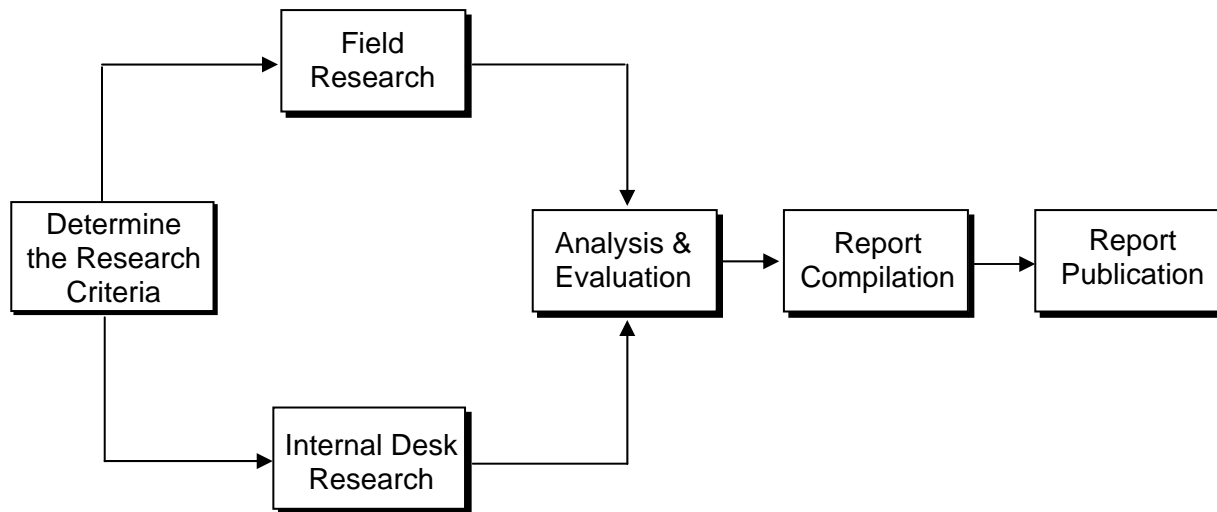 Field
Research
Determine
the Research
Criteria
Analysis &
Evaluation
Report
Compilation
Report
Publication
Internal Desk
Research